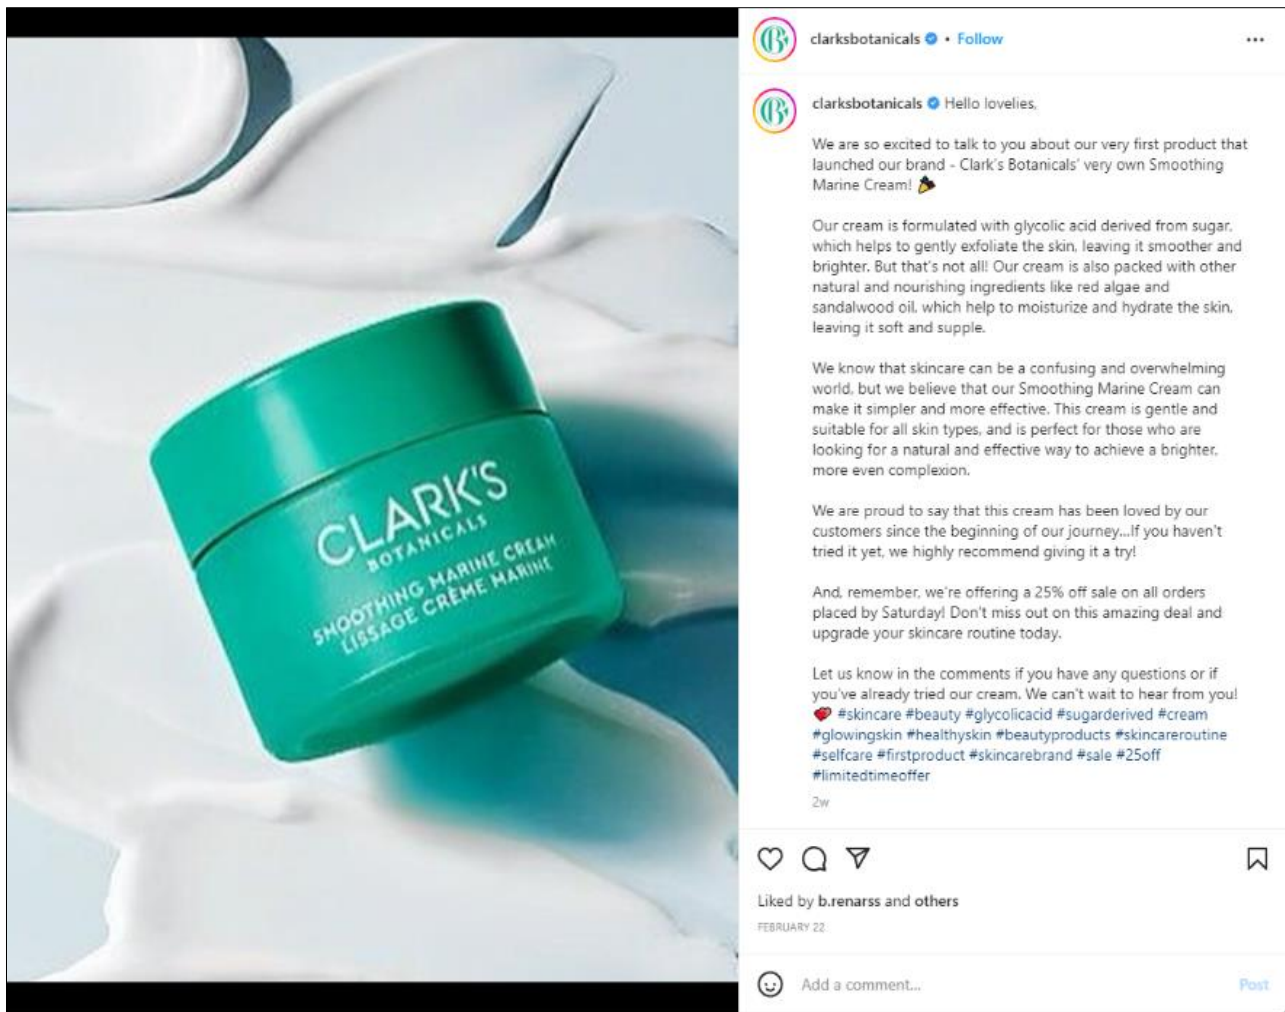 CLARK'S
BOTANICALS
SMOOTHING MARINE CREAM
LISSAGE CRÈME MARINE
clarksbotanicals • Follow
clarksbotanicals Hello lovelies,
We are so excited to talk to you about our very first product that
launched our brand - Clark's Botanicals' very own Smoothing
Marine Cream! 🎉
Our cream is formulated with glycolic acid derived from sugar,
which helps to gently exfoliate the skin, leaving it smoother and
brighter. But that's not all! Our cream is also packed with other
natural and nourishing ingredients like red algae and
sandalwood oil, which help to moisturize and hydrate the skin,
leaving it soft and supple.
We know that skincare can be a confusing and overwhelming
world, but we believe that our Smoothing Marine Cream can
make it simpler and more effective. This cream is gentle and
suitable for all skin types, and is perfect for those who are
looking for a natural and effective way to achieve a brighter,
more even complexion.
We are proud to say that this cream has been loved by our
customers since the beginning of our journey...If you haven't
tried it yet, we highly recommend giving it a try!
And, remember, we're offering a 25% off sale on all orders
placed by Saturday! Don't miss out on this amazing deal and
upgrade your skincare routine today.
Let us know in the comments if you have any questions or if
you've already tried our cream. We can't wait to hear from you!
💕 #skincare #beauty #glycolicacid #sugarderived #cream
#glowingskin #healthyskin #beautyproducts #skincareroutine
#selfcare #firstproduct #skincarebrand #sale #25off
#limitedtimeoffer
2w
Liked by b.renarss and others
FEBRUARY 22
Add a comment...
Post